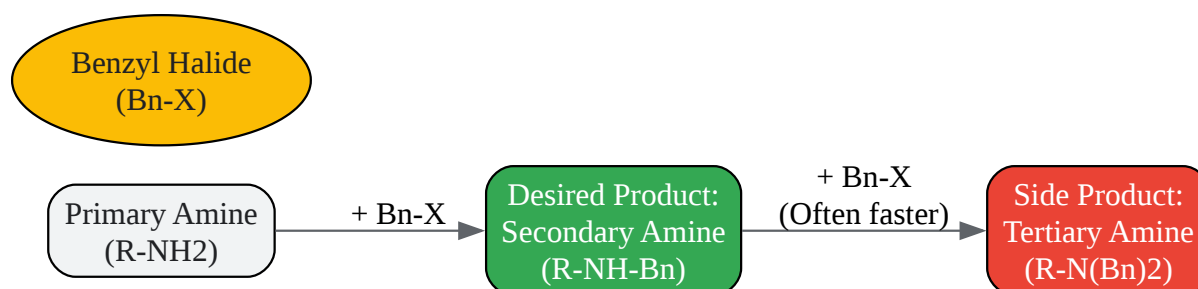 Benzyl Halide
(Bn-X)
Primary Amine
(R-NH2)
+ Bn-X
Desired Product:
Secondary Amine
(R-NH-Bn)
+ Bn-X
(Often faster)
Side Product:
Tertiary Amine
(R-N(Bn)2)